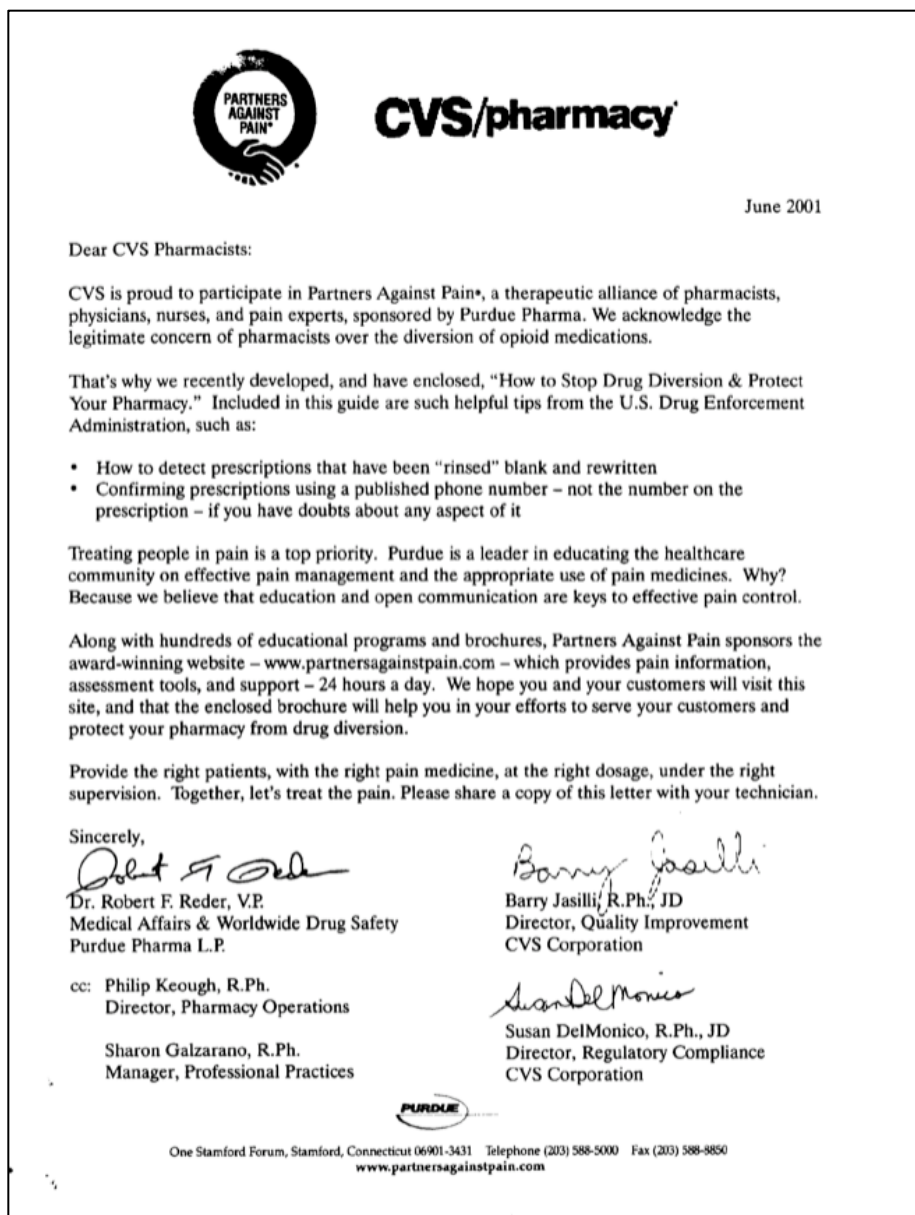 PARTNERS
AGAINST
PAIN®
CVS/pharmacy
June 2001
Dear CVS Pharmacists:
CVS is proud to participate in Partners Against Pain®, a therapeutic alliance of pharmacists,
physicians, nurses, and pain experts, sponsored by Purdue Pharma. We acknowledge the
legitimate concern of pharmacists over the diversion of opioid medications.
That's why we recently developed, and have enclosed, “How to Stop Drug Diversion & Protect
Your Pharmacy.” Included in this guide are such helpful tips from the U.S. Drug Enforcement
Administration, such as:
• How to detect prescriptions that have been “rinsed” blank and rewritten
• Confirming prescriptions using a published phone number – not the number on the
prescription – if you have doubts about any aspect of it
Treating people in pain is a top priority. Purdue is a leader in educating the healthcare
community on effective pain management and the appropriate use of pain medicines. Why?
Because we believe that education and open communication are keys to effective pain control.
Along with hundreds of educational programs and brochures, Partners Against Pain sponsors the
award-winning website – www.partnersagainstpain.com – which provides pain information,
assessment tools, and support – 24 hours a day. We hope you and your customers will visit this
site, and that the enclosed brochure will help you in your efforts to serve your customers and
protect your pharmacy from drug diversion.
Provide the right patients, with the right pain medicine, at the right dosage, under the right
supervision. Together, let's treat the pain. Please share a copy of this letter with your technician.
Sincerely,
Robert F. Reder
Dr. Robert F. Reder, V.P.
Medical Affairs & Worldwide Drug Safety
Purdue Pharma L.P.
Barry Jasilli
Barry Jasilli, R.Ph., JD
Director, Quality Improvement
CVS Corporation
cc: Philip Keough, R.Ph.
Director, Pharmacy Operations
Sharon Galzarano, R.Ph.
Manager, Professional Practices
Susan DelMonico
Susan DelMonico, R.Ph., JD
Director, Regulatory Compliance
CVS Corporation
PURDUE
One Stamford Forum, Stamford, Connecticut 06901-3431 Telephone (203) 588-5000 Fax (203) 588-8850
www.partnersagainstpain.com